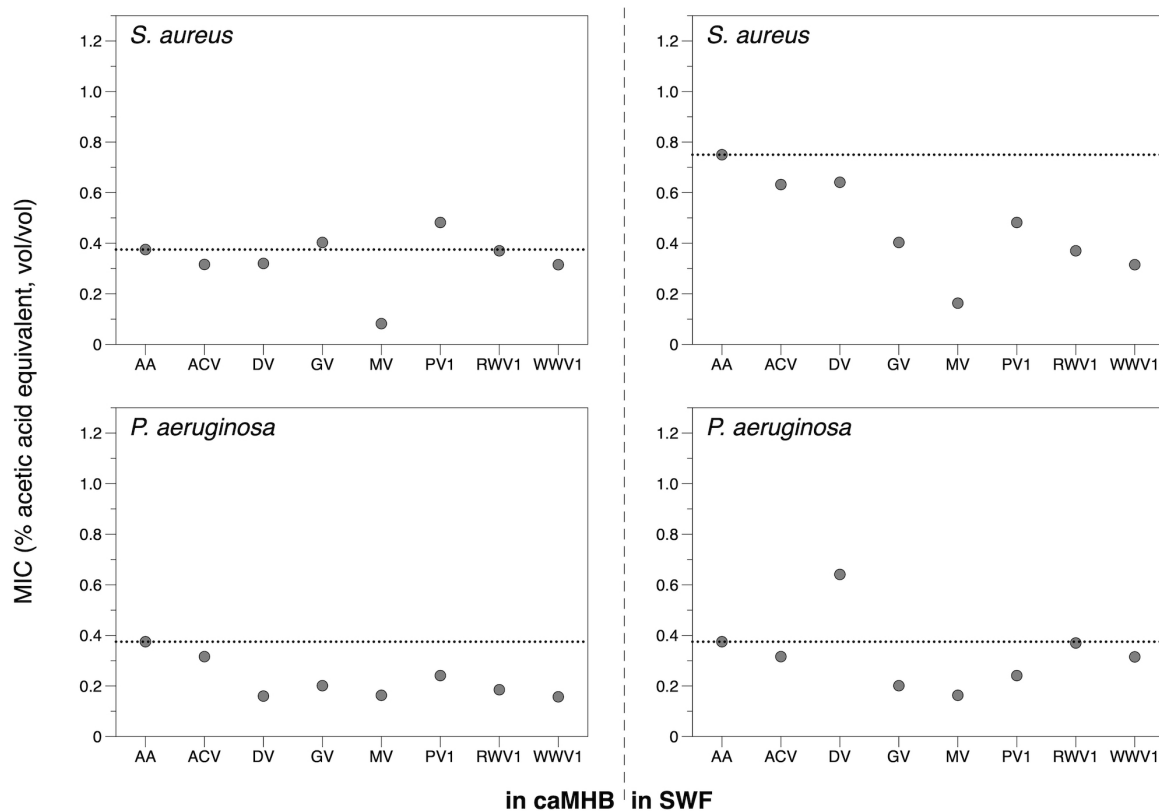 MIC (% acetic acid equivalent, vol/vol)
S. aureus
1.2
1.0
0.8
0.6
0.4
0.2
0
AA ACV DV GV MV PV1 RWV1 WWV1
S. aureus
1.2
1.0
0.8
0.6
0.4
0.2
0
AA ACV DV GV MV PV1 RWV1 WWV1
P. aeruginosa
1.2
1.0
0.8
0.6
0.4
0.2
0
AA ACV DV GV MV PV1 RWV1 WWV1
P. aeruginosa
1.2
1.0
0.8
0.6
0.4
0.2
0
AA ACV DV GV MV PV1 RWV1 WWV1
in caMHB in SWF